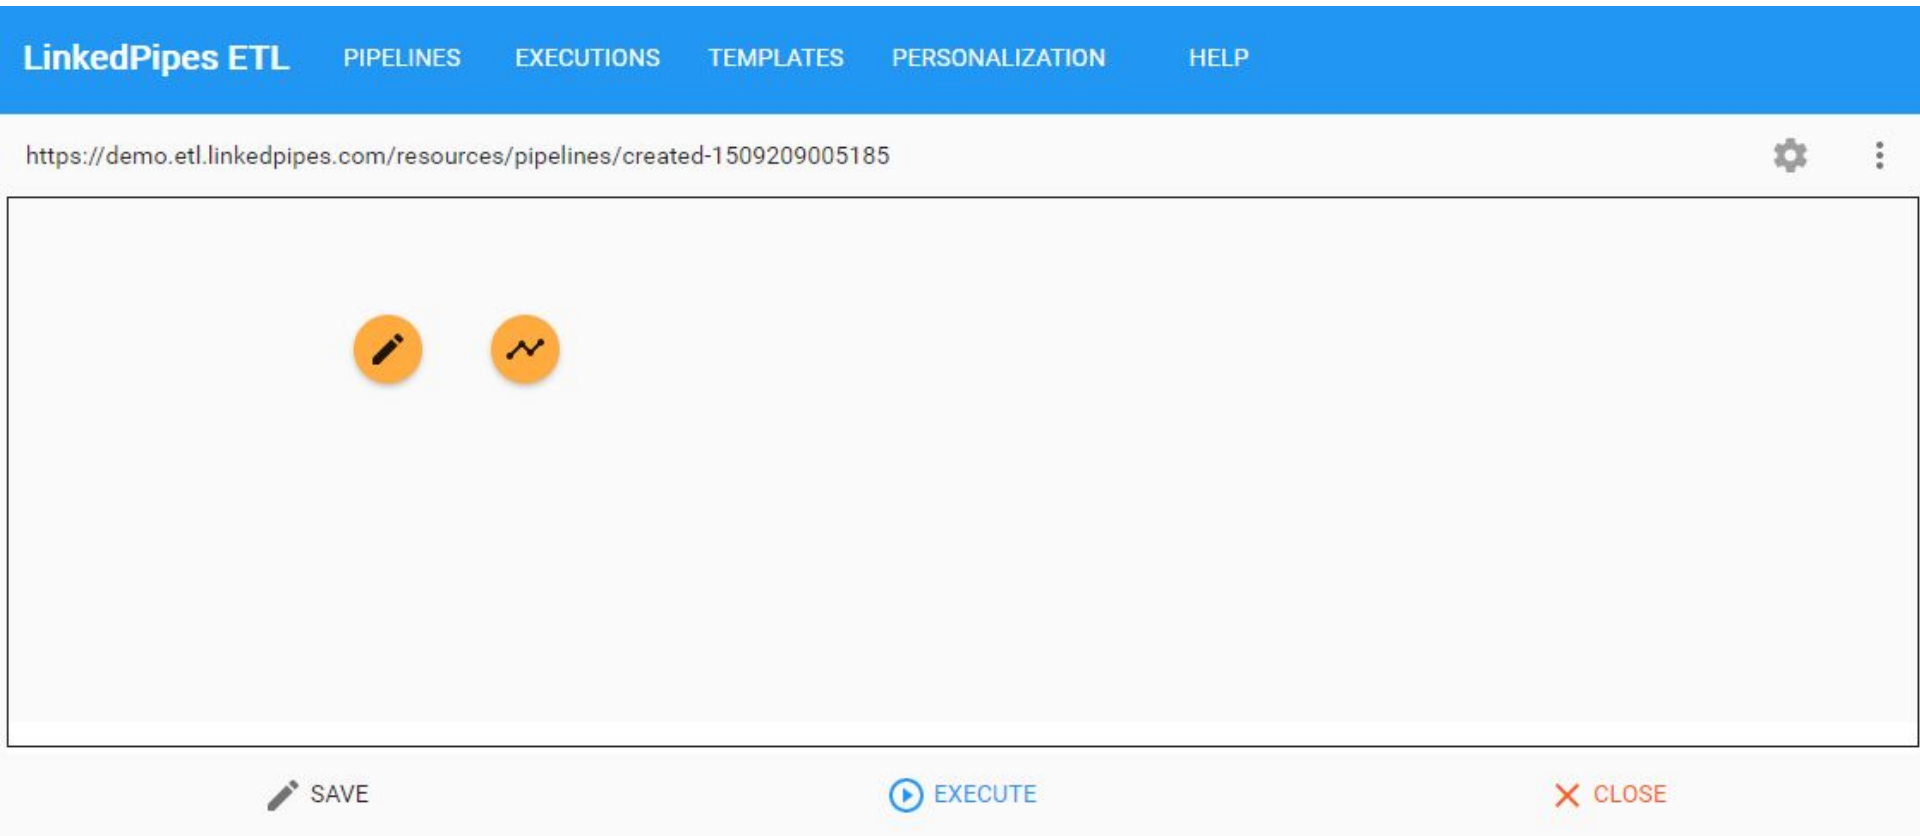 LinkedPipes ETL PIPELINES EXECUTIONS TEMPLATES PERSONALIZATION HELP
https://demo.etl.linkedpipes.com/resources/pipelines/created-1509209005185
SAVE EXECUTE CLOSE